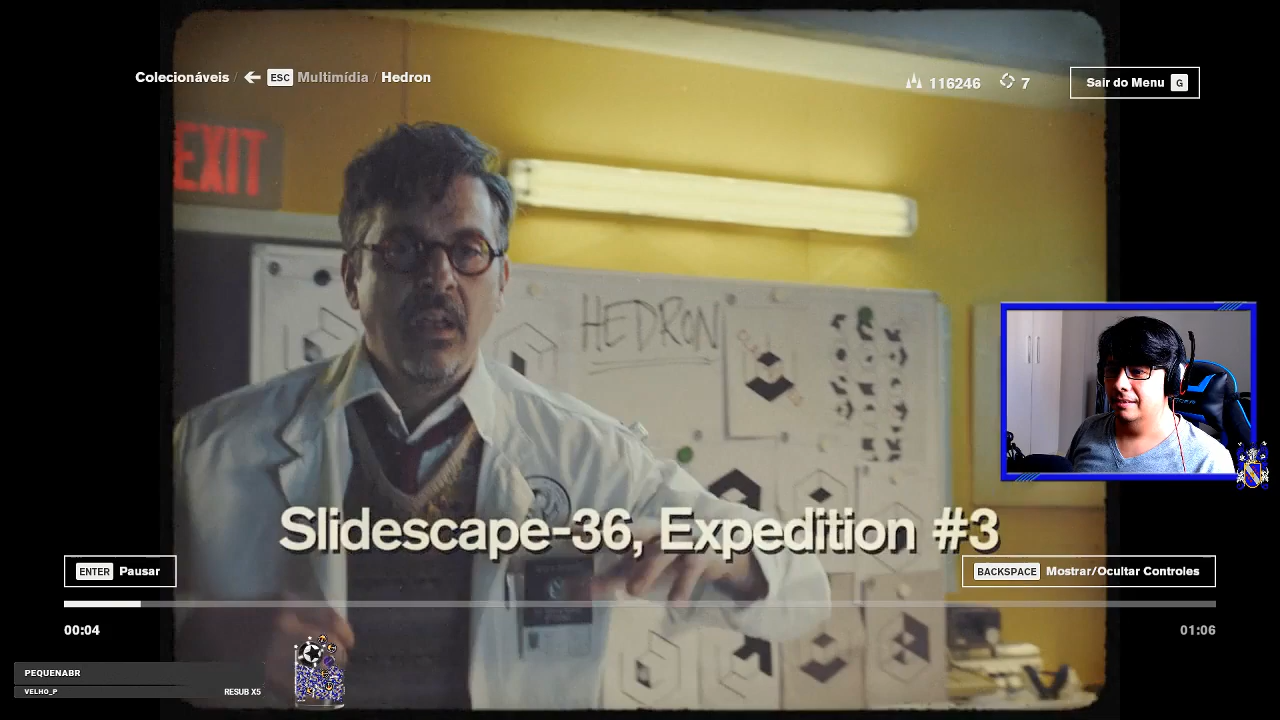 Colecionáveis / ESC Multimídia / Hedron
116246 7
Sair do Menu G
EXIT
HEDRON
Slidescape-36, Expedition #3
ENTER Pausar
BACKSPACE Mostrar/Ocultar Controles
00:04
01:06
PEQUENABR
VELHO_P RESUB X5